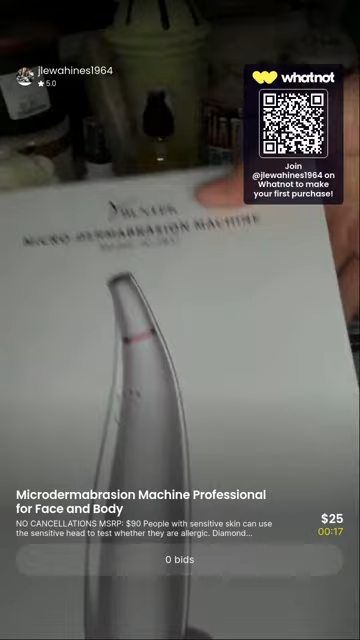 jlewahines1964
★ 5.0
whatnot
Join
@jlewahines1964 on
Whatnot to make
your first purchase!
MICRO-DERMABRASION MACHINE
Microdermabrasion Machine Professional
for Face and Body
NO CANCELLATIONS MSRP: $90 People with sensitive skin can use
the sensitive head to test whether they are allergic. Diamond...
$25
00:17
0 bids